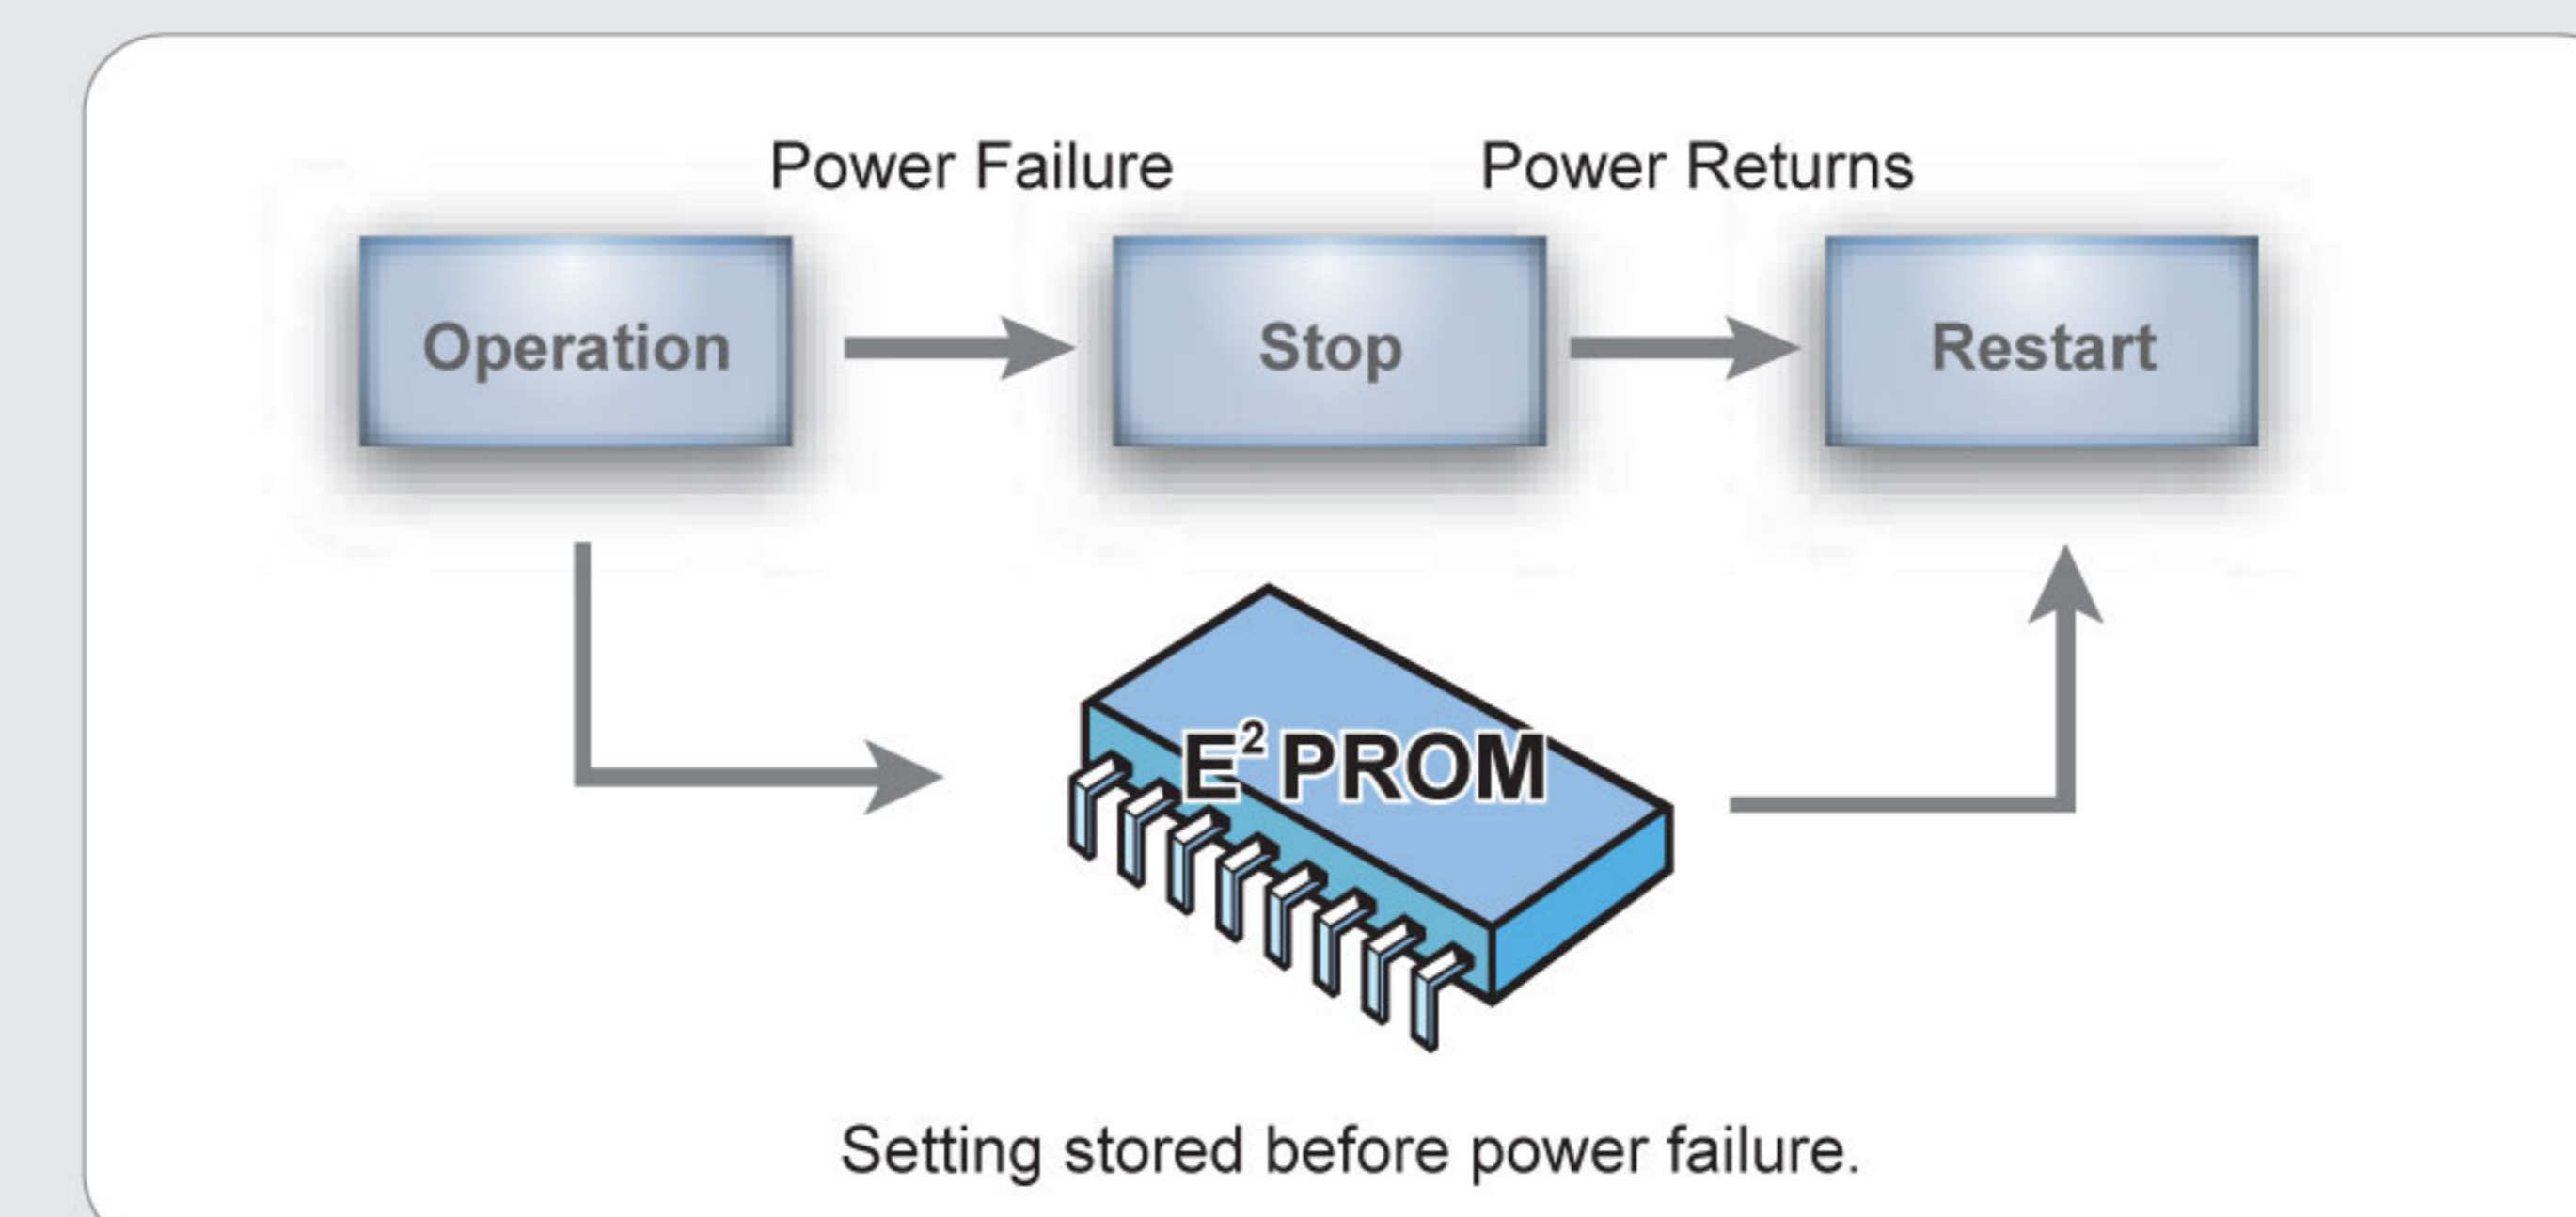 Power Failure
Power Returns
Operation
Stop
Restart
E² PROM
Setting stored before power failure.